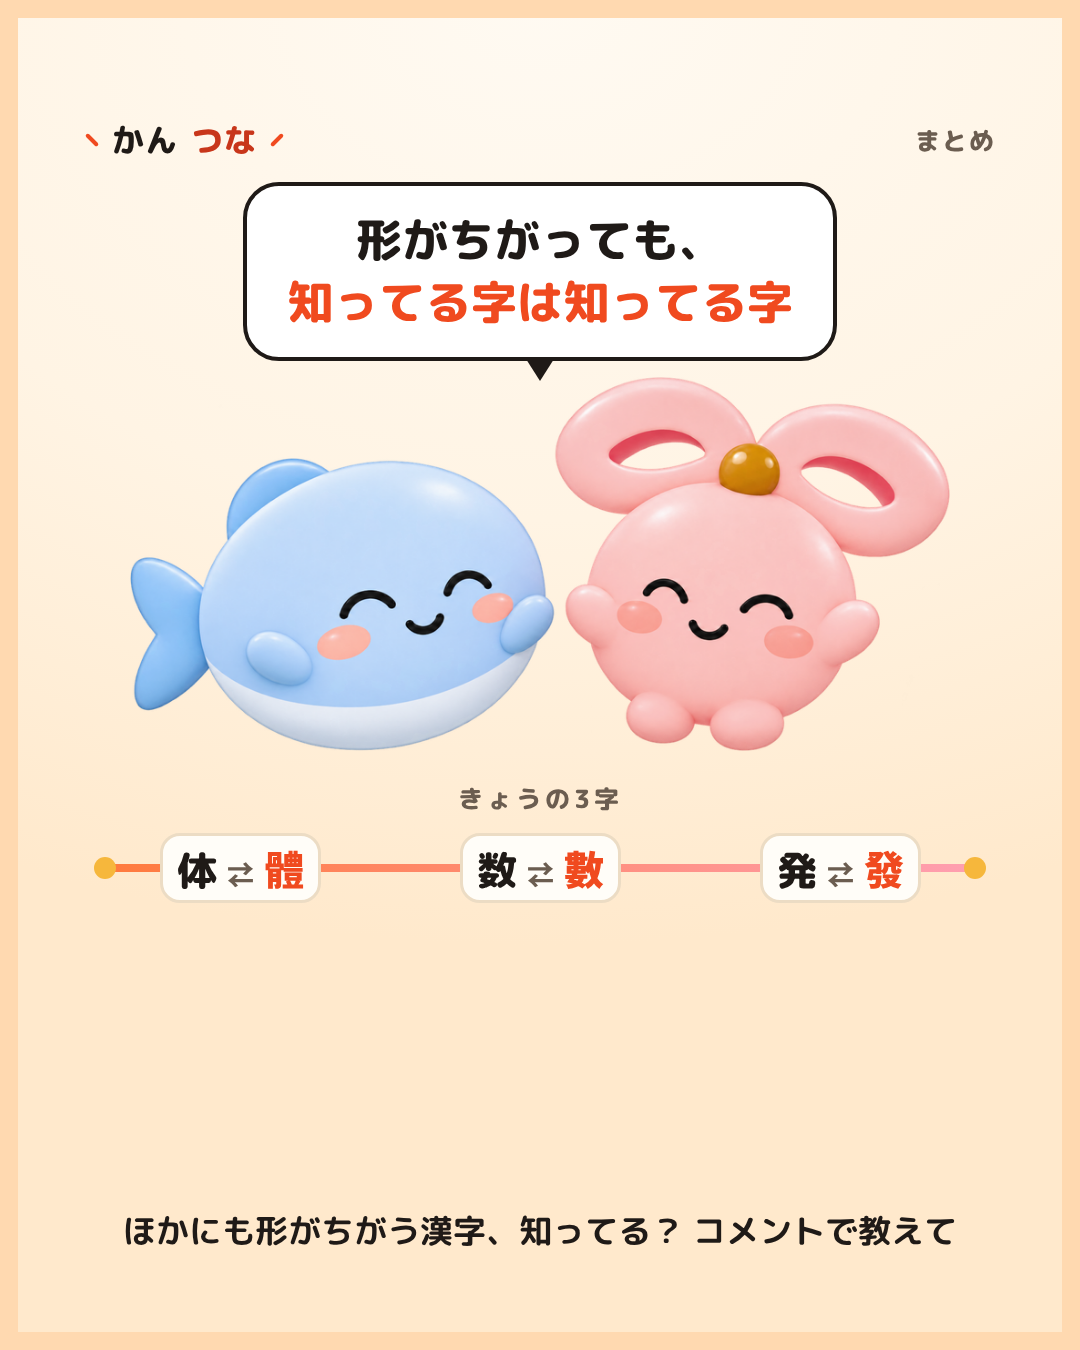 かん つな
まとめ
形がちがっても、
知ってる字は知ってる字
きょうの3字
体 ⇄ 體
数 ⇄ 數
発 ⇄ 發
ほかにも形がちがう漢字、知ってる？ コメントで教えて